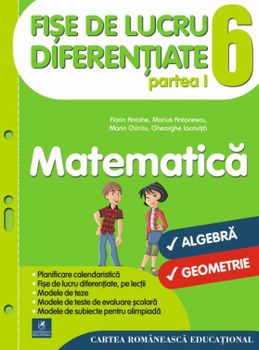 FIȘE DE LUCRU
DIFERENȚIATE
partea I
6
Florin Antohe, Marius Antonescu,
Marin Chirciu, Gheorghe Iacoviță
Matematică
ALGEBRĂ
GEOMETRIE
• Planificare calendaristică
• Fișe de lucru diferențiate, pe lecții
• Modele de teze
• Modele de teste de evaluare școlară
• Modele de subiecte pentru olimpiadă
CARTEA ROMÂNEASCĂ EDUCAȚIONAL